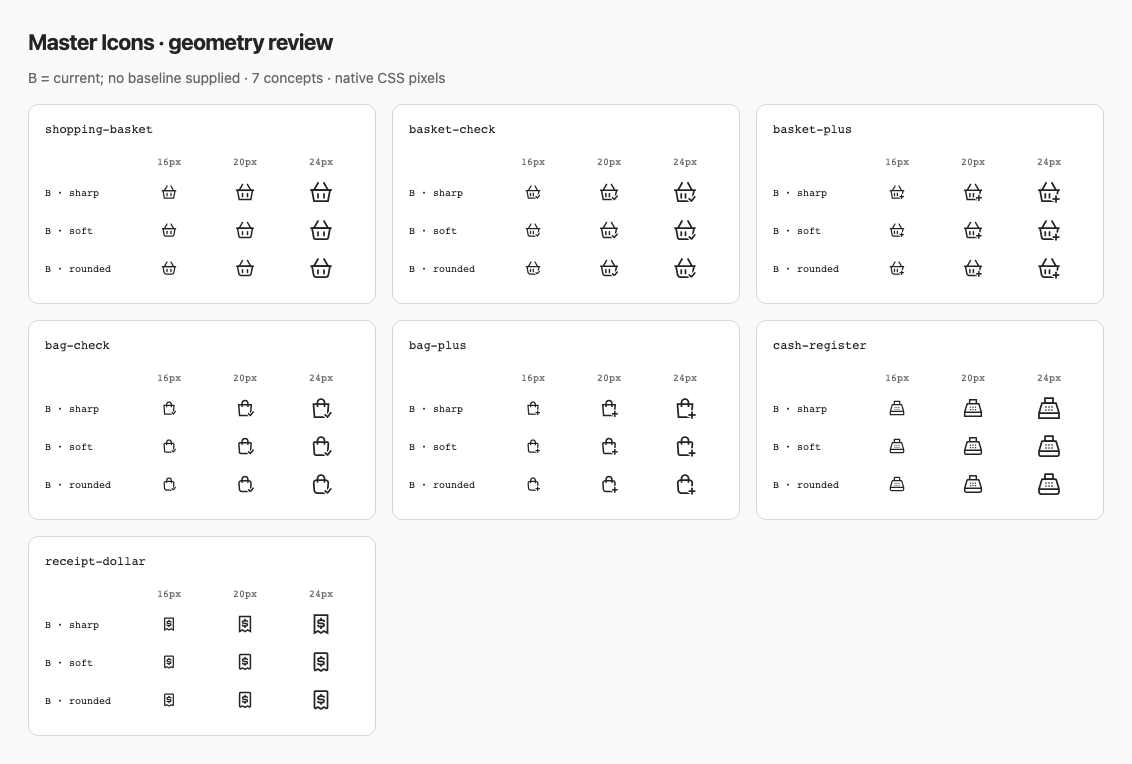 Master Icons · geometry review
B = current; no baseline supplied · 7 concepts · native CSS pixels
shopping-basket
16px 20px 24px
B · sharp
B · soft
B · rounded
basket-check
16px 20px 24px
B · sharp
B · soft
B · rounded
basket-plus
16px 20px 24px
B · sharp
B · soft
B · rounded
bag-check
16px 20px 24px
B · sharp
B · soft
B · rounded
bag-plus
16px 20px 24px
B · sharp
B · soft
B · rounded
cash-register
16px 20px 24px
B · sharp
B · soft
B · rounded
receipt-dollar
16px 20px 24px
B · sharp
B · soft
B · rounded